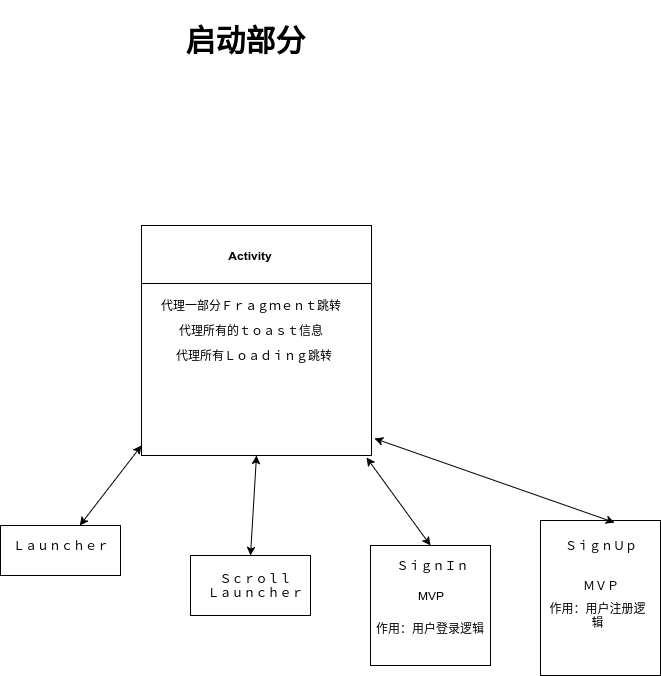 启动部分
Activity
代理一部分Ｆｒａｇｍｅｎｔ跳转
代理所有的ｔｏａｓｔ信息
代理所有Ｌｏａｄｉｎｇ跳转
Ｌａｕｎｃｈｅｒ
Ｓｃｒｏｌｌ
Ｌａｕｎｃｈｅｒ
ＳｉｇｎＩｎ
MVP
作用：用户登录逻辑
ＳｉｇｎＵｐ
ＭＶＰ
作用：用户注册逻
辑